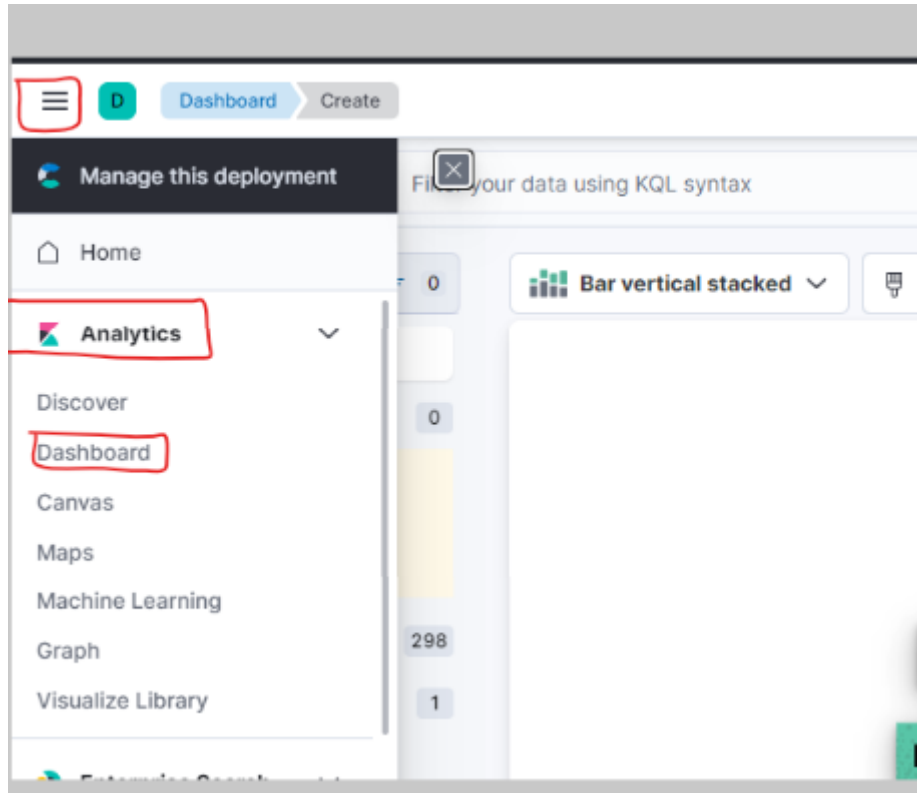 D Dashboard Create
Manage this deployment
your data using KQL syntax
Home
0
Bar vertical stacked
Analytics
Discover
0
Dashboard
Canvas
Maps
Machine Learning
298
Graph
Visualize Library
1